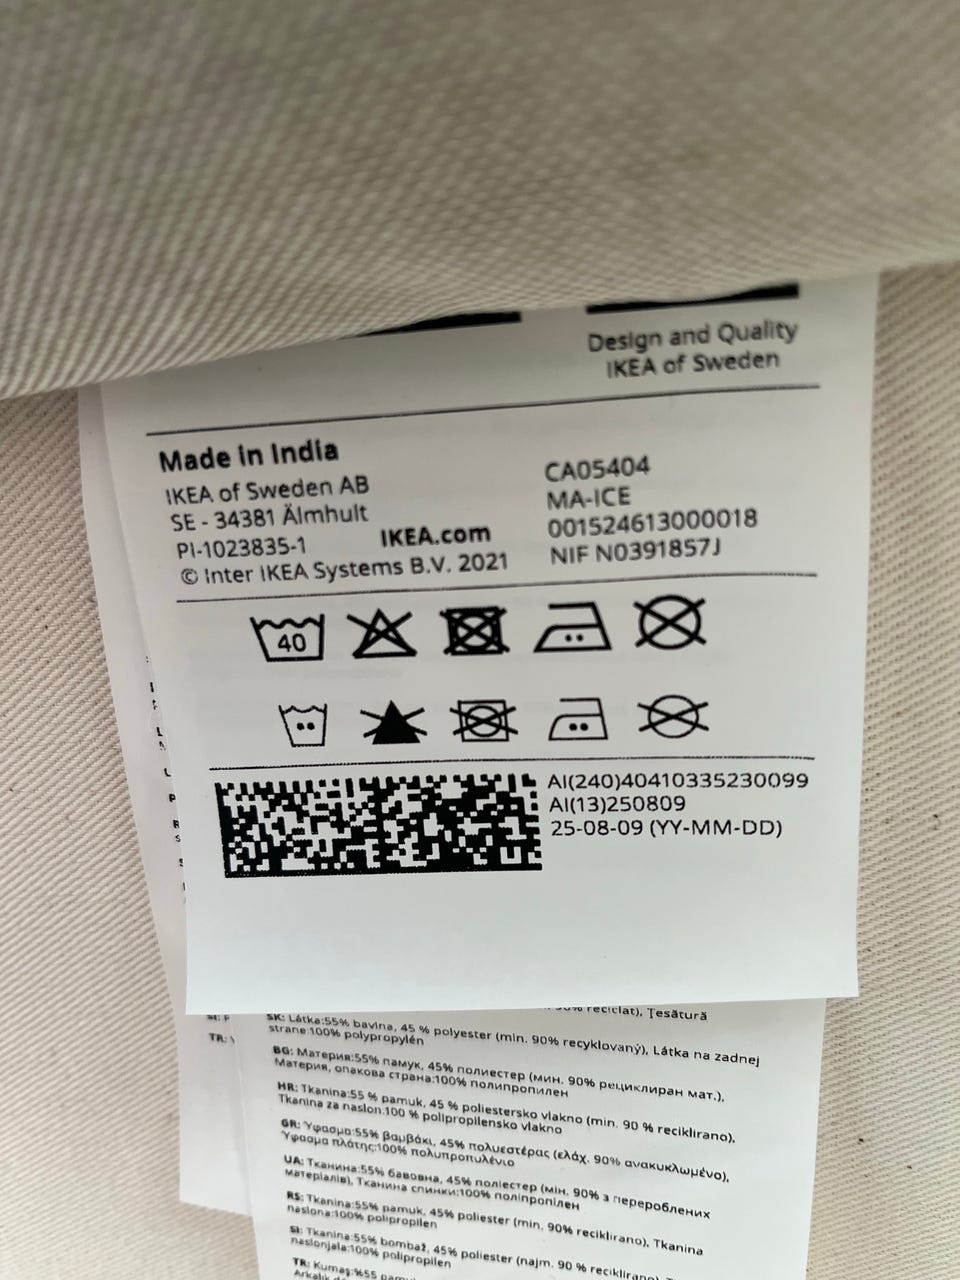 Design and Quality
IKEA of Sweden
Made in India
IKEA of Sweden AB
SE - 34381 Älmhult
PI-1023835-1
IKEA.com
© Inter IKEA Systems B.V. 2021
CA05404
MA-ICE
001524613000018
NIF N0391857J
40
AI(240)40410335230099
AI(13)250809
25-08-09 (YY-MM-DD)
90% reciclat), Țesătură
SK: Látka:55% bavlna, 45 % polyester (min. 90% recyklovaný), Látka na zadnej
strane:100% polypropylén
BG: Материя:55% памук, 45% полиестер (мин. 90% рециклиран мат.),
Материя, опакова страна:100% полипропилен
HR: Tkanina:55 % pamuk, 45 % poliestersko vlakno (min. 90 % reciklirano),
Tkanina za naslon:100 % polipropilensko vlakno
GR: Ύφασμα:55% βαμβάκι, 45% πολυεστέρας (ελάχ. 90% ανακυκλωμένο),
Ύφασμα πλάτης:100% πολυπροπυλένιο
UA: Тканина:55% бавовна, 45% поліестер (мін. 90% з перероблених
матеріалів), Тканина спинки:100% поліпропілен
RS: Tkanina:55% pamuk, 45% poliester (min. 90% reciklirano), Tkanina
naslona:100% polipropilen
SI: Tkanina:55% bombaž, 45% poliester (najm. 90 % reciklirano), Tkanina
naslonjala:100% polipropilen
TR: Kumaş:%55
TR: